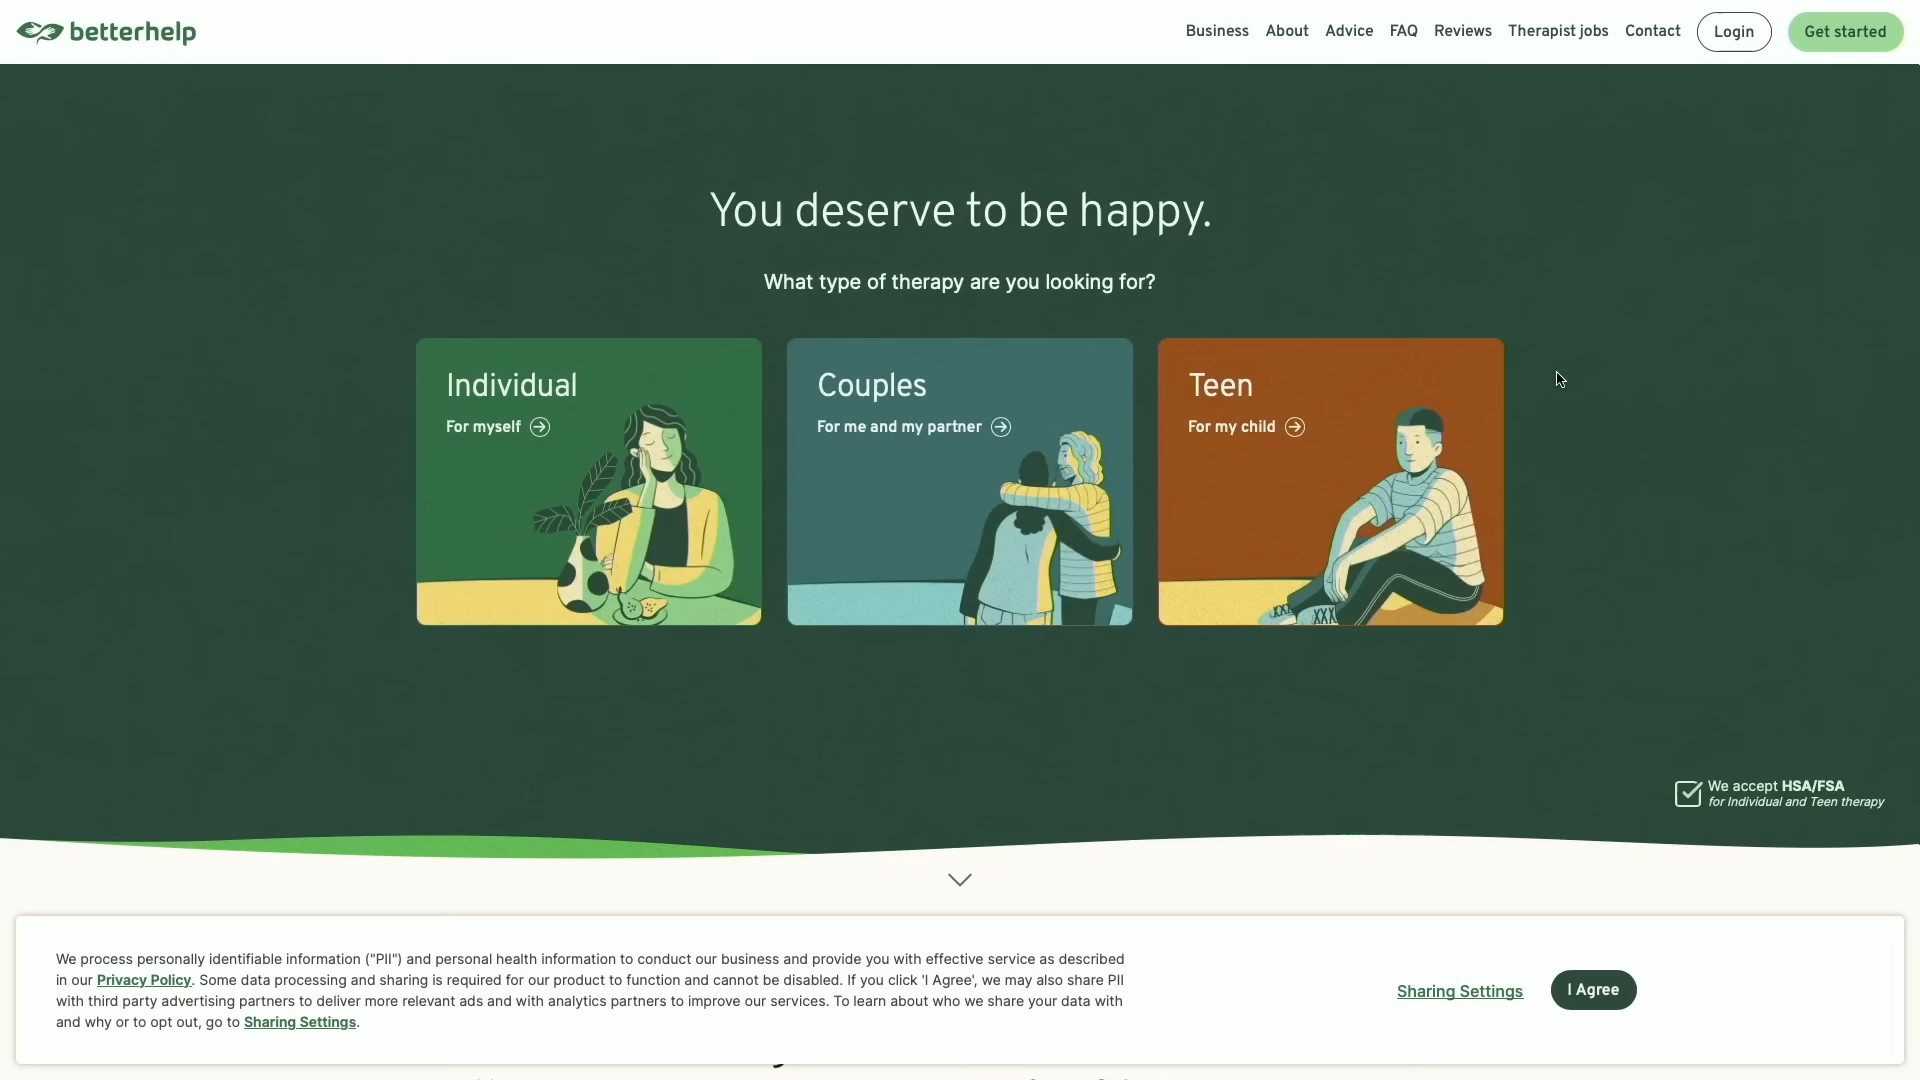 betterhelp
Business About Advice FAQ Reviews Therapist jobs Contact Login Get started
You deserve to be happy.
What type of therapy are you looking for?
Individual
For myself
Couples
For me and my partner
Teen
For my child
We accept HSA/FSA
for Individual and Teen therapy
We process personally identifiable information ("PII") and personal health information to conduct our business and provide you with effective service as described
in our Privacy Policy. Some data processing and sharing is required for our product to function and cannot be disabled. If you click 'I Agree', we may also share PII
with third party advertising partners to deliver more relevant ads and with analytics partners to improve our services. To learn about who we share your data with
and why or to opt out, go to Sharing Settings.
Sharing Settings
I Agree